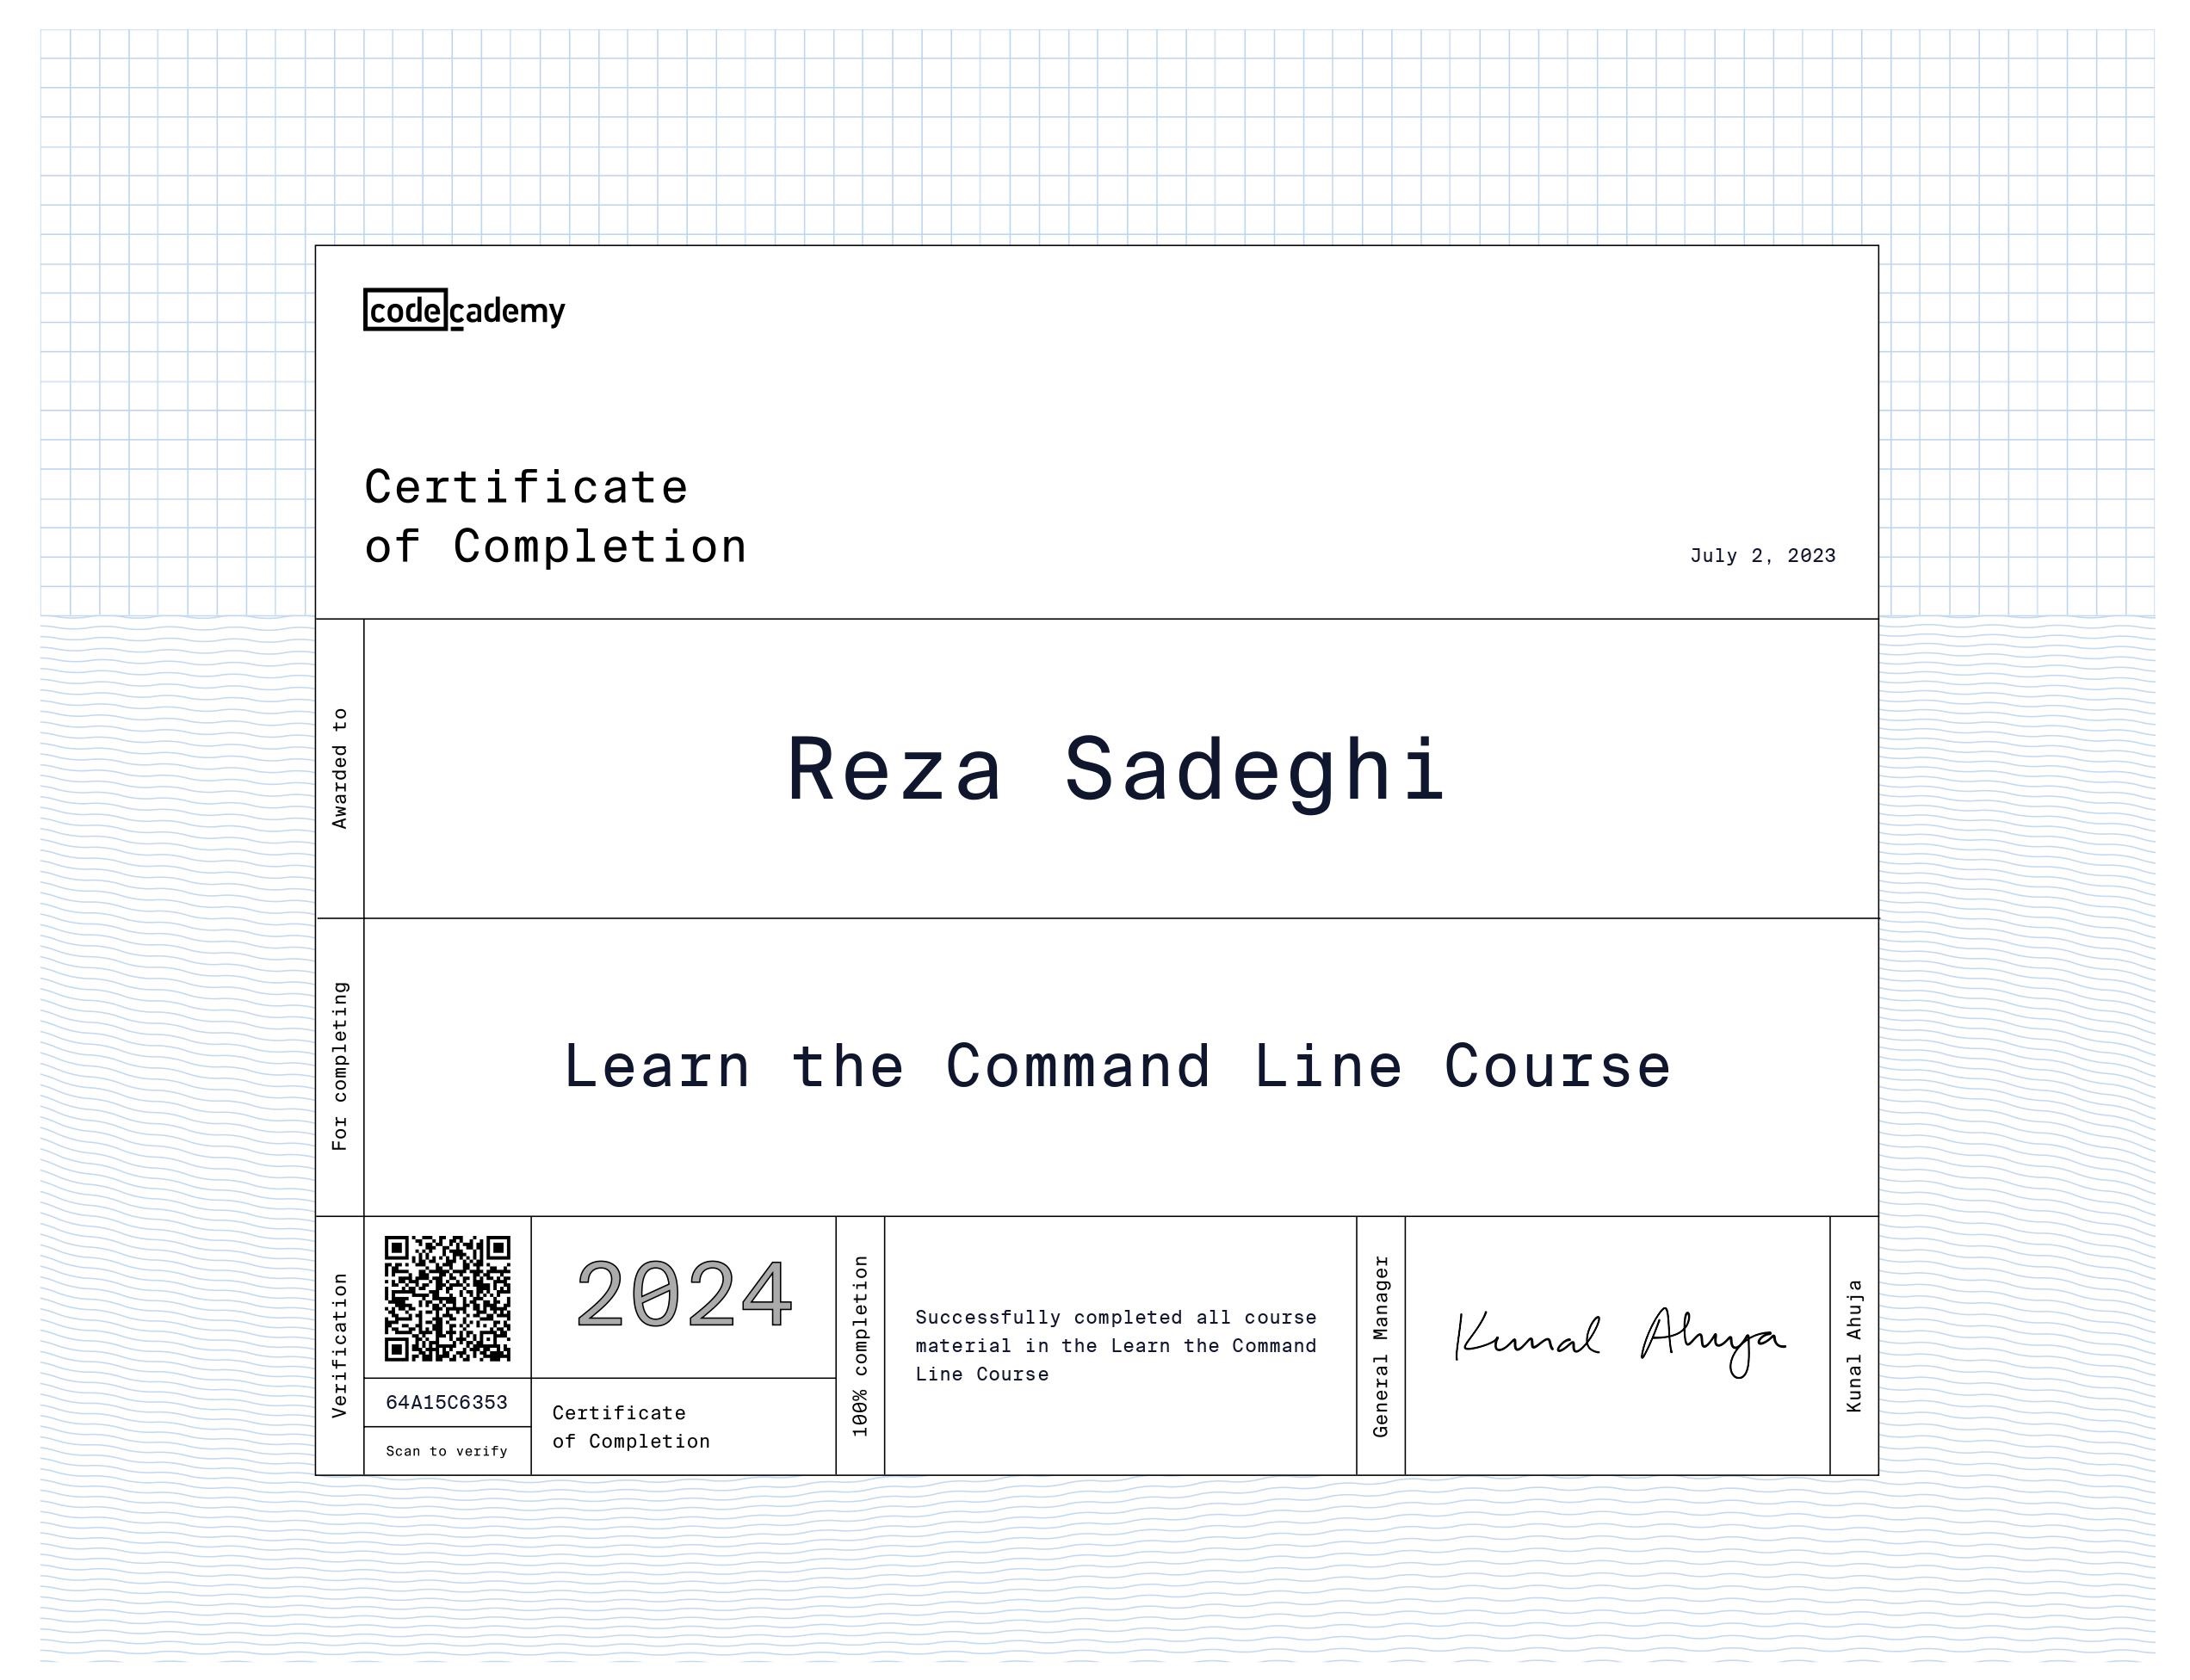 codecademy
Certificate
of Completion
July 2, 2023
Awarded to
Reza Sadeghi
For completing
Learn the Command Line Course
Verification
64A15C6353
Scan to verify
2024
Certificate
of Completion
100% completion
Successfully completed all course
material in the Learn the Command
Line Course
General Manager
Kunal Ahuja
Kunal Ahuja